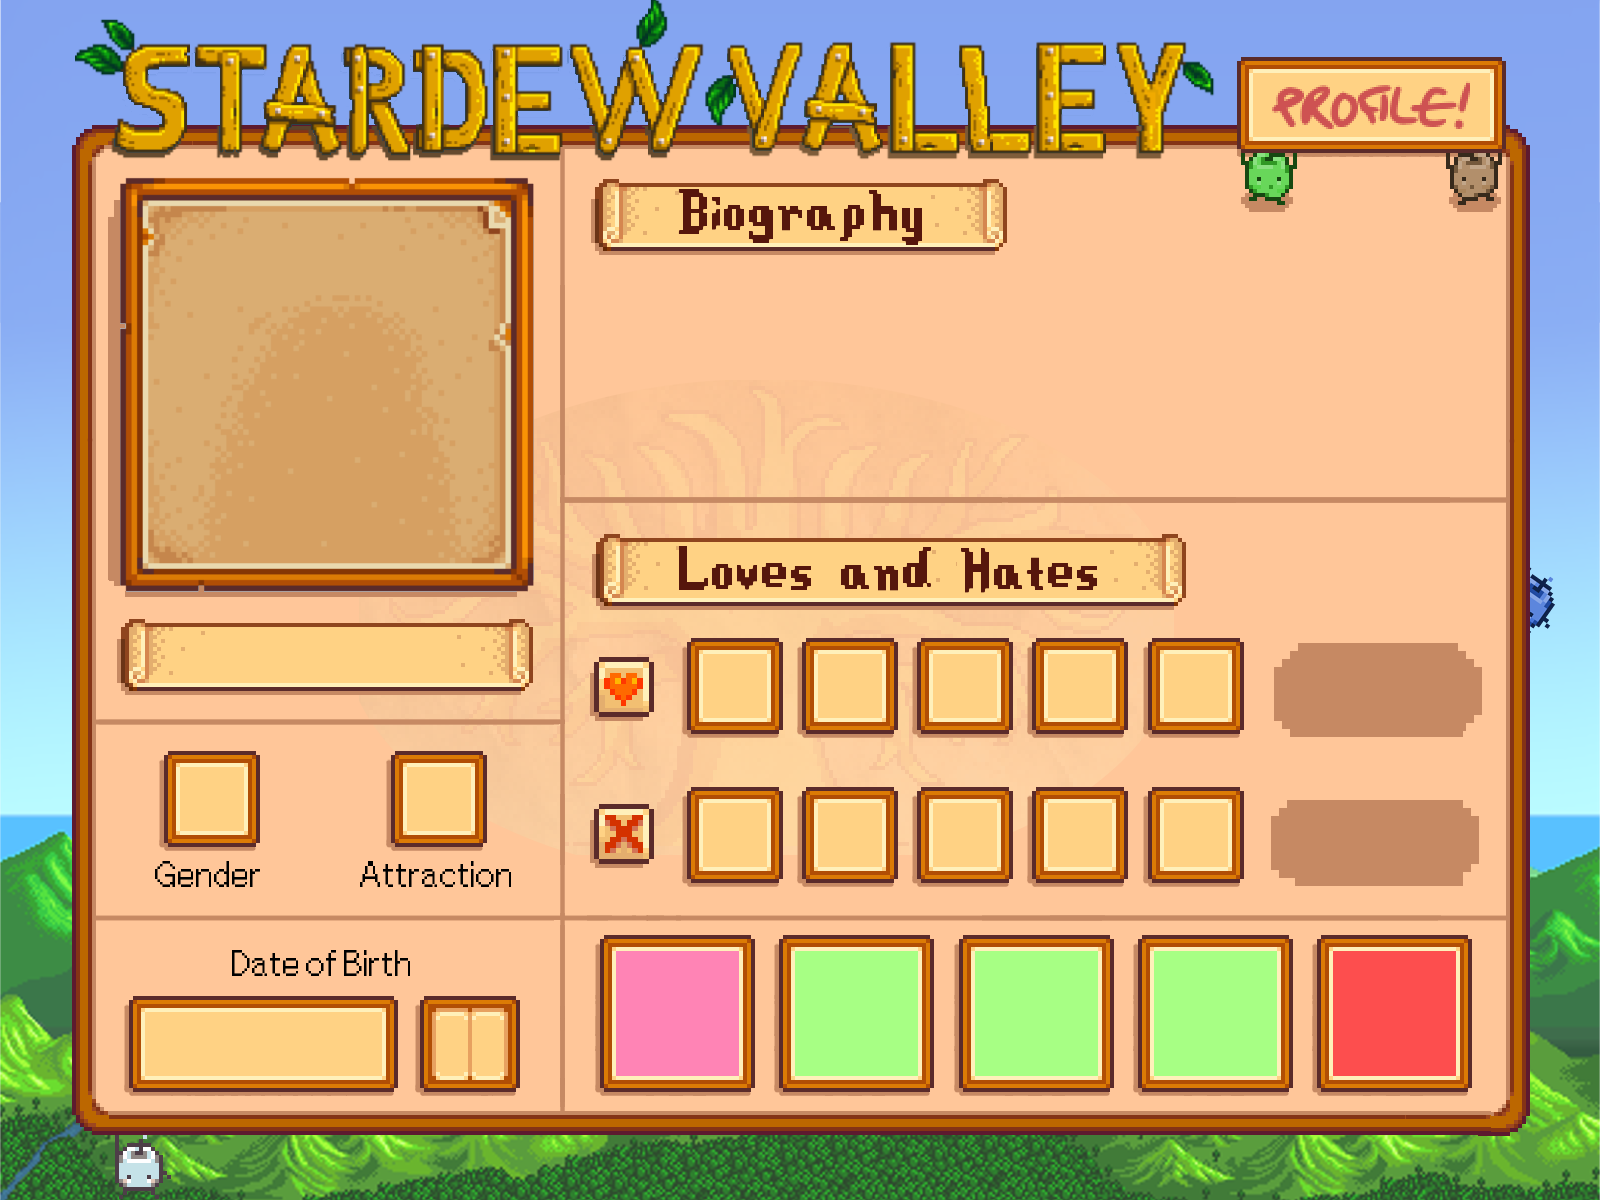 STARDEW VALLEY
PROFILE!
Biography
Loves and Hates
Gender
Attraction
Date of Birth